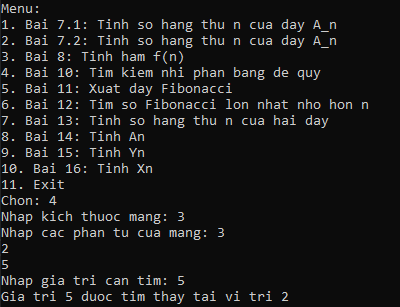 Menu:
1. Bai 7.1: Tinh so hang thu n cua day A_n
2. Bai 7.2: Tinh so hang thu n cua day A_n
3. Bai 8: Tinh ham f(n)
4. Bai 10: Tim kiem nhi phan bang de quy
5. Bai 11: Xuat day Fibonacci
6. Bai 12: Tim so Fibonacci lon nhat nho hon n
7. Bai 13: Tinh so hang thu n cua hai day
8. Bai 14: Tinh An
9. Bai 15: Tinh Yn
10. Bai 16: Tinh Xn
11. Exit
Chon: 4
Nhap kich thuoc mang: 3
Nhap cac phan tu cua mang: 3
2
5
Nhap gia tri can tim: 5
Gia tri 5 duoc tim thay tai vi tri 2